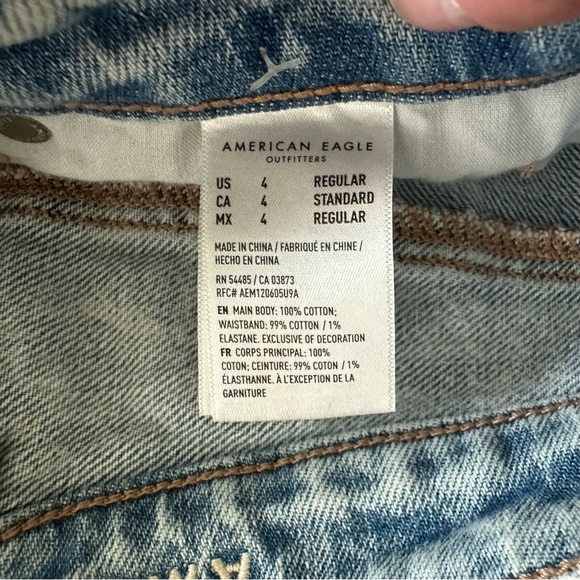 AMERICAN EAGLE
OUTFITTERS
US 4 REGULAR
CA 4 STANDARD
MX 4 REGULAR
MADE IN CHINA / FABRIQUÉ EN CHINE /
HECHO EN CHINA
RN 54485 / CA 03873
RFC# AEM120605U9A
EN MAIN BODY: 100% COTTON;
WAISTBAND: 99% COTTON / 1%
ELASTANE. EXCLUSIVE OF DECORATION
FR CORPS PRINCIPAL: 100%
COTON; CEINTURE: 99% COTON / 1%
ÉLASTHANNE. À L'EXCEPTION DE LA
GARNITURE